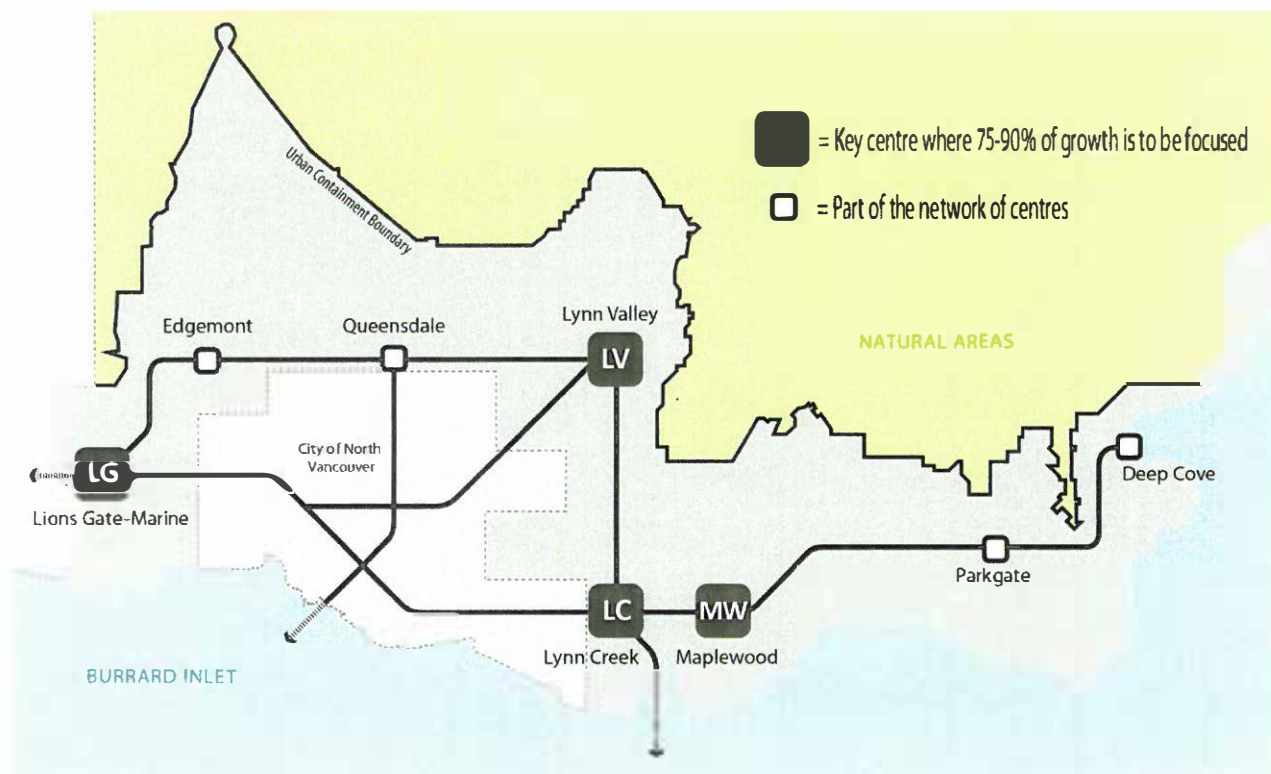 = Key centre where 75-90% of growth is to be focused
= Part of the network of centres
Urban Containment Boundary
Edgemont
Queensdale
Lynn Valley
LV
NATURAL AREAS
City of North
Vancouver
LG
Lions Gate-Marine
Deep Cove
Parkgate
LC
MW
Lynn Creek
Maplewood
BURRARD INLET